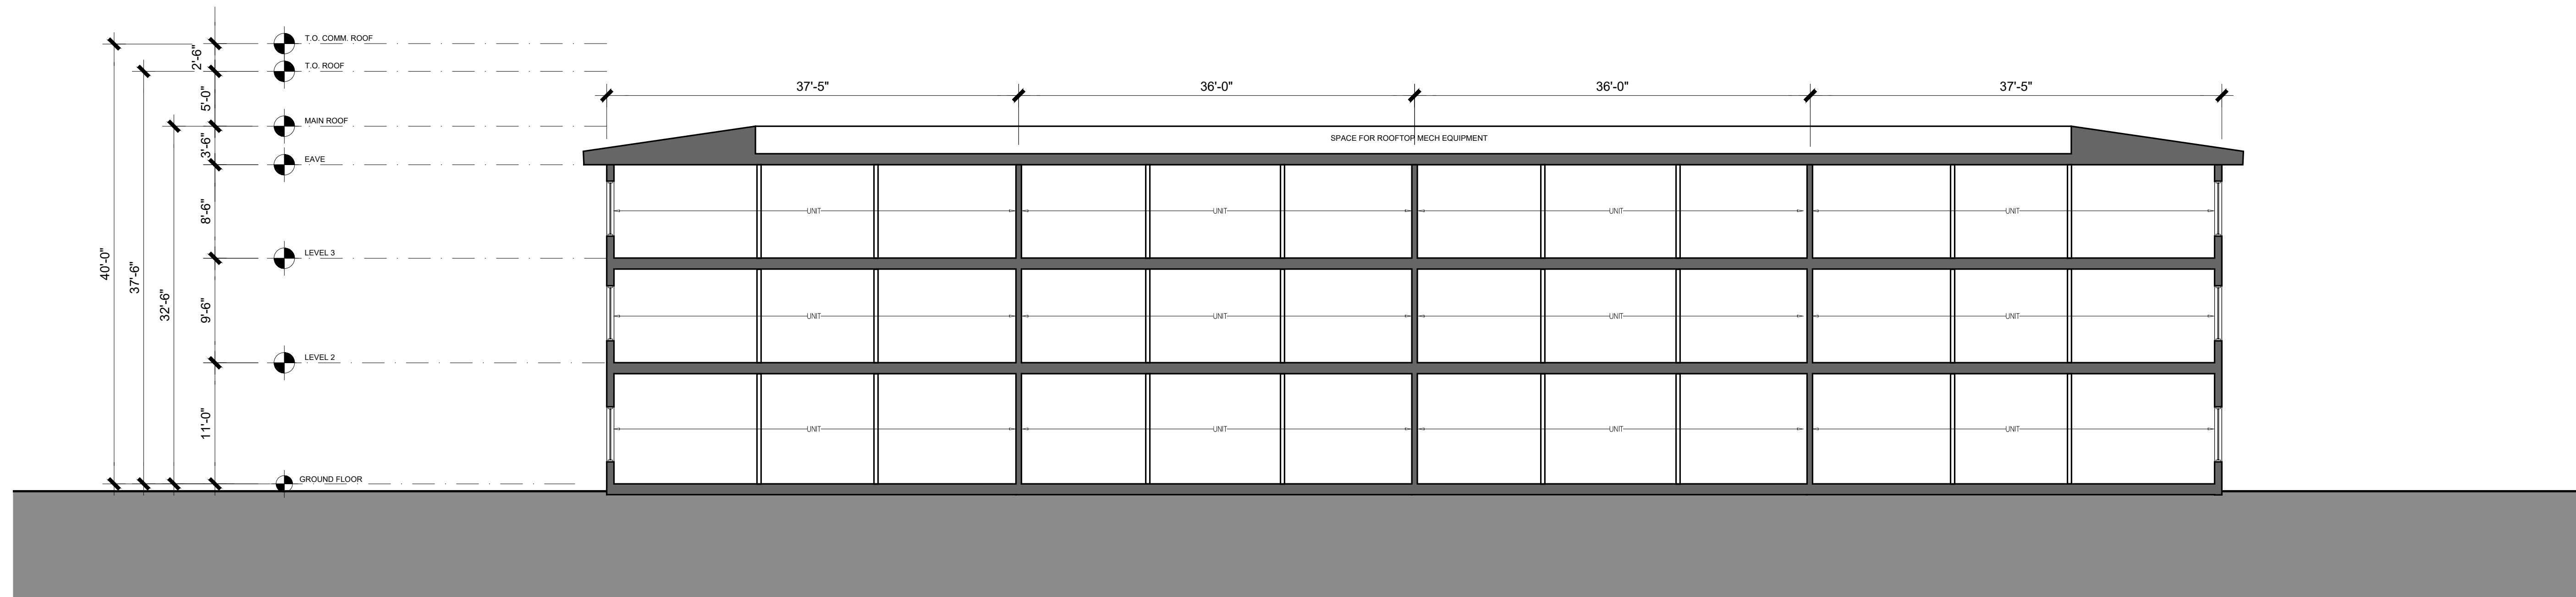 T.O. COMM. ROOF
2'-6"
T.O. ROOF
5'-0"
37'-5"
36'-0"
36'-0"
37'-5"
MAIN ROOF
3'-6"
SPACE FOR ROOFTOP MECH EQUIPMENT
EAVE
8'-6"
UNIT
UNIT
UNIT
UNIT
LEVEL 3
40'-0"
37'-6"
32'-6"
9'-6"
UNIT
UNIT
UNIT
UNIT
LEVEL 2
11'-0"
UNIT
UNIT
UNIT
UNIT
GROUND FLOOR